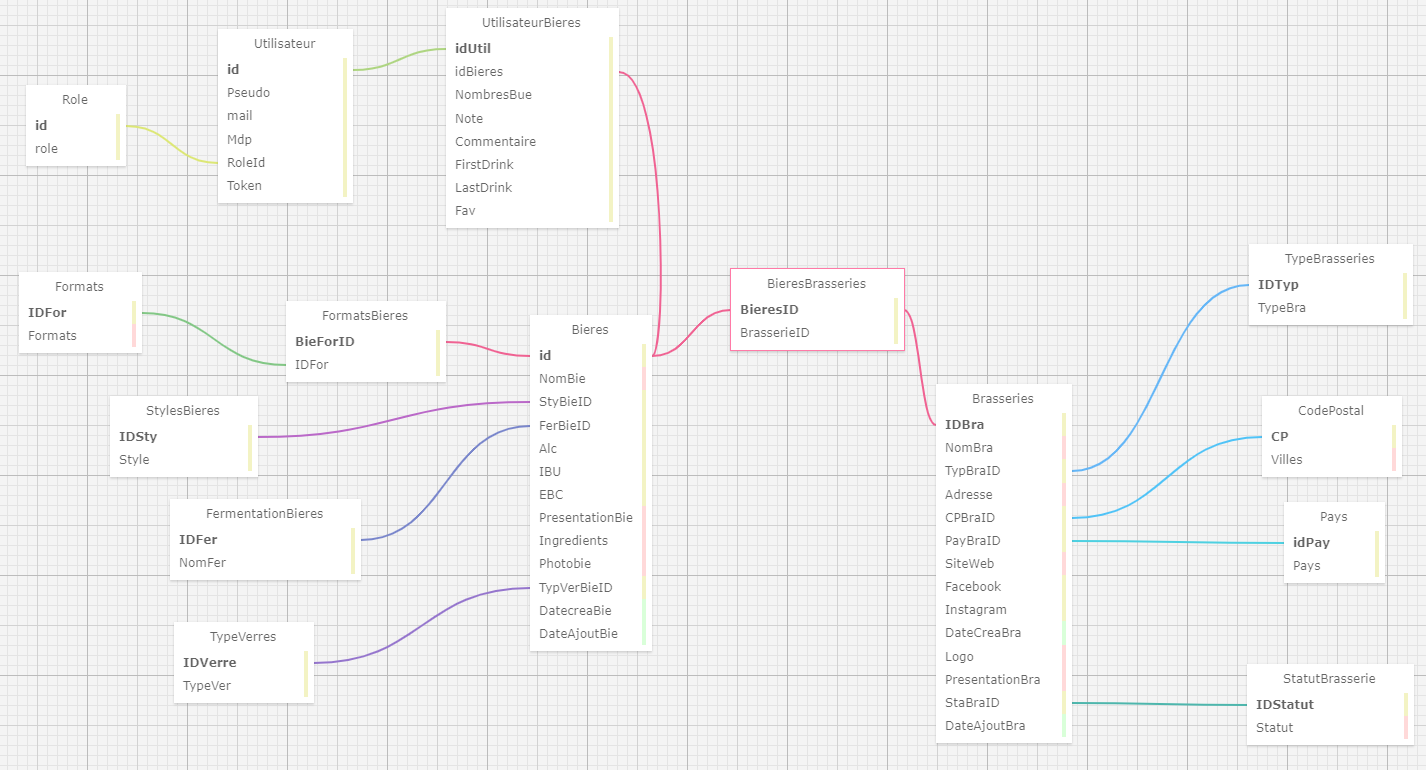 UtilisateurBieres
idUtil
idBieres
NombresBue
Note
Commentaire
FirstDrink
LastDrink
Fav
Utilisateur
id
Pseudo
mail
Mdp
RoleId
Token
Role
id
role
Formats
IDFor
Formats
FormatsBieres
BieForID
IDFor
StylesBieres
IDSty
Style
FermentationBieres
IDFer
NomFer
TypeVerres
IDVerre
TypeVer
Bieres
id
NomBie
StyBieID
FerBieID
Alc
IBU
EBC
PresentationBie
Ingredients
Photobie
TypVerBieID
DatecreaBie
DateAjoutBie
BieresBrasseries
BieresID
BrasserieID
Brasseries
IDBra
NomBra
TypBraID
Adresse
CPBraID
PayBraID
SiteWeb
Facebook
Instagram
DateCreaBra
Logo
PresentationBra
StaBraID
DateAjoutBra
TypeBrasseries
IDTyp
TypeBra
CodePostal
CP
Villes
Pays
idPay
Pays
StatutBrasserie
IDStatut
Statut